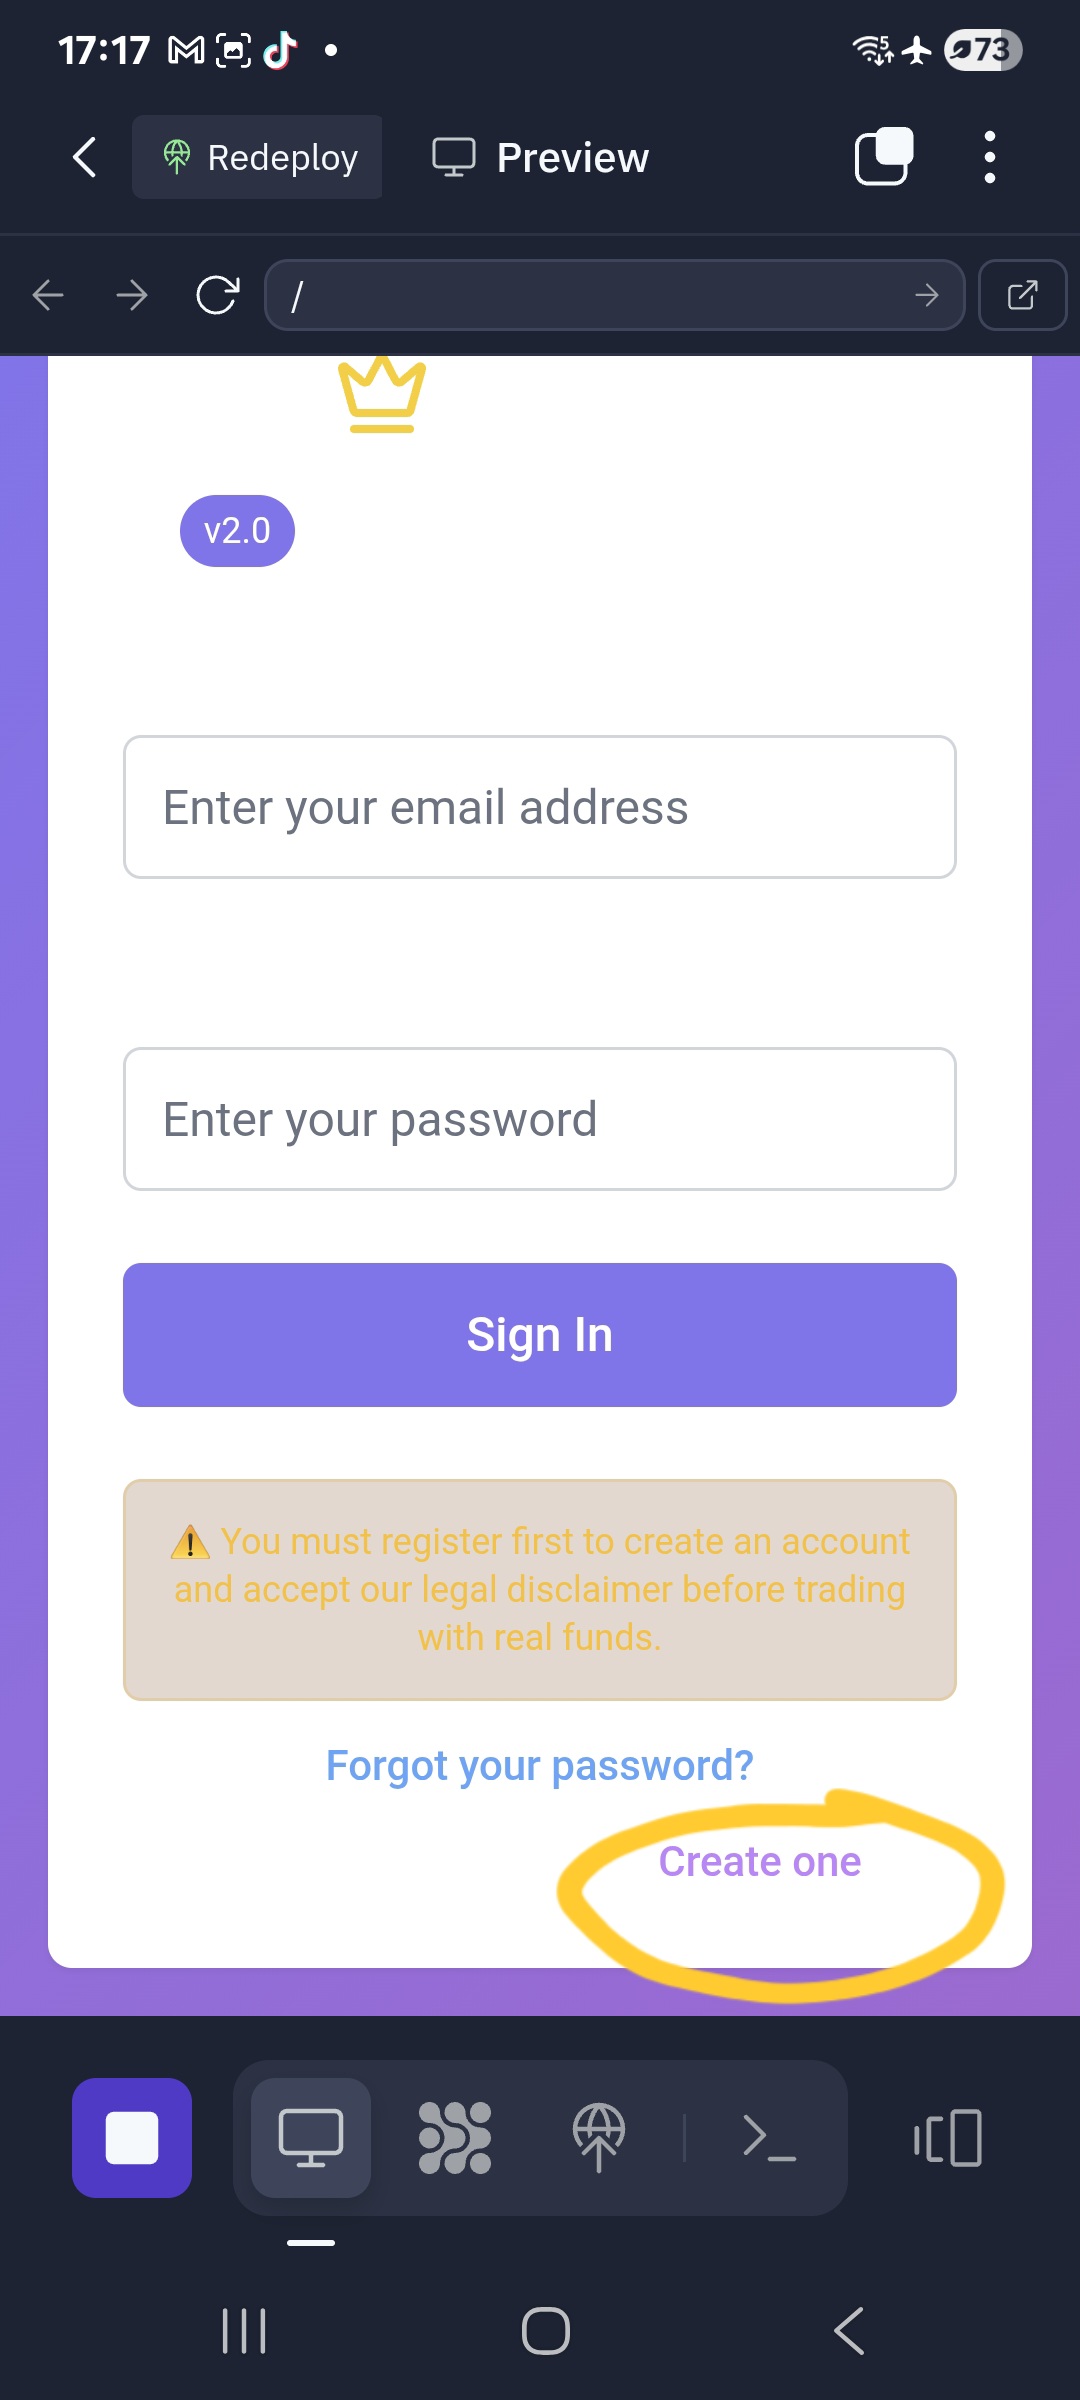 17:17
5
73
Redeploy
Preview
/
v2.0
Enter your email address
Enter your password
Sign In
⚠️ You must register first to create an account
and accept our legal disclaimer before trading
with real funds.
Forgot your password?
Create one